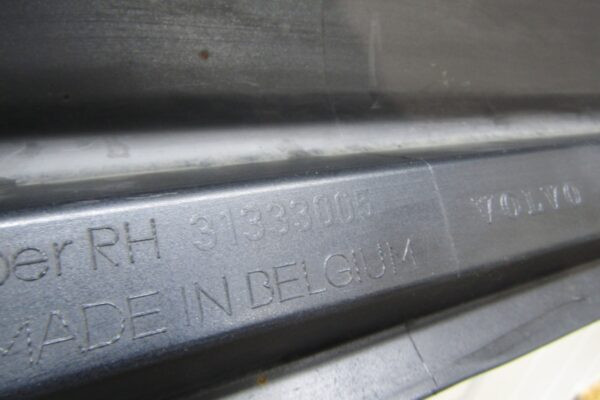 per RH 31333005 VOLVO
MADE IN BELGIUM